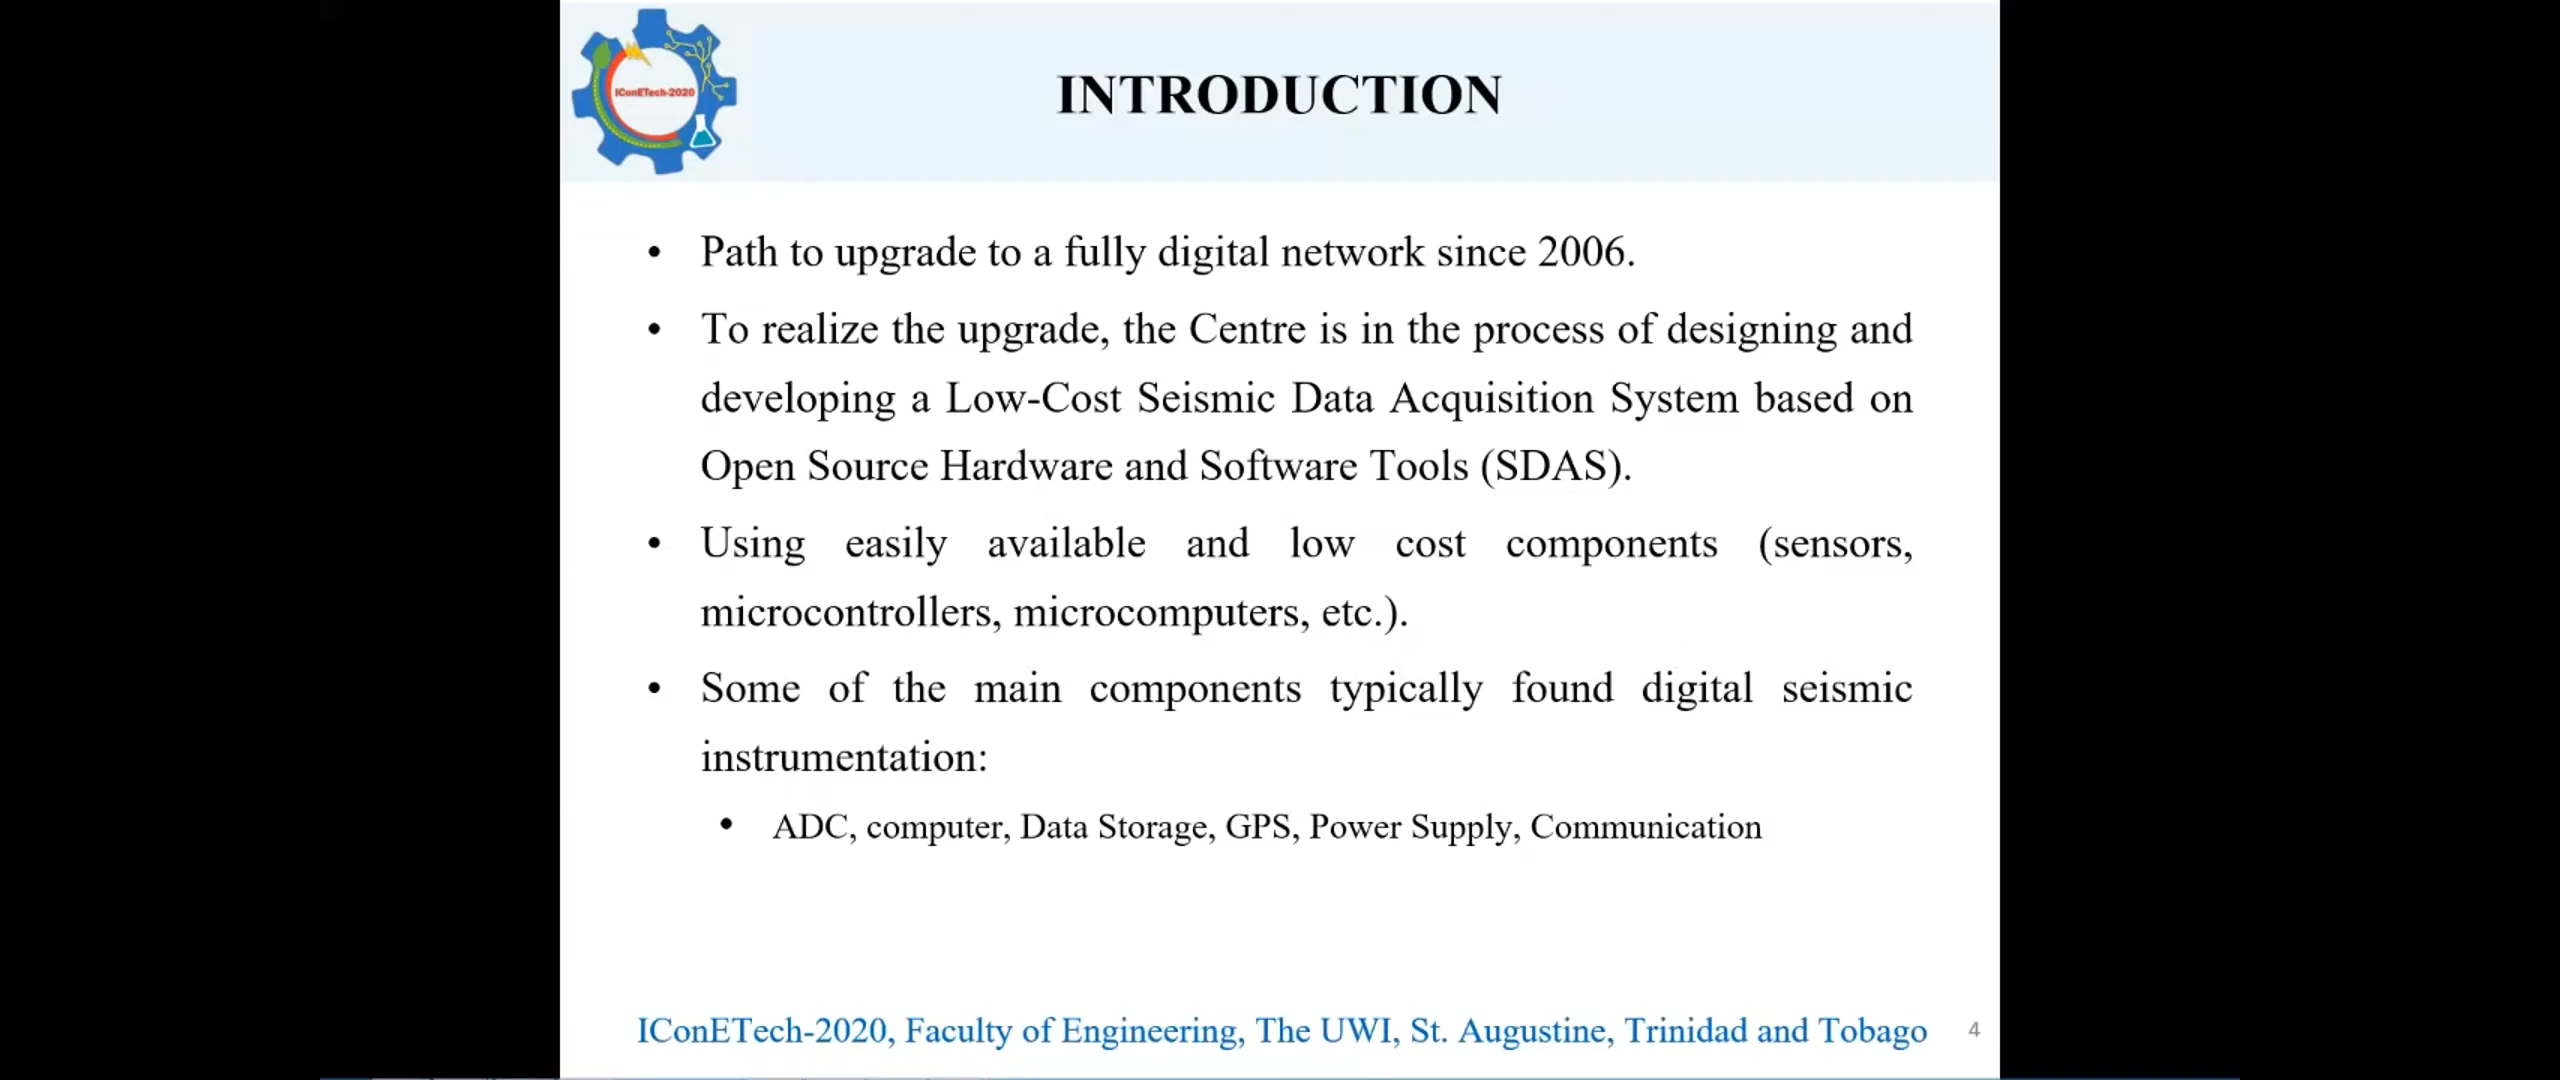 IConETech-2020
INTRODUCTION
• Path to upgrade to a fully digital network since 2006.
• To realize the upgrade, the Centre is in the process of designing and
developing a Low-Cost Seismic Data Acquisition System based on
Open Source Hardware and Software Tools (SDAS).
• Using easily available and low cost components (sensors,
microcontrollers, microcomputers, etc.).
• Some of the main components typically found digital seismic
instrumentation:
• ADC, computer, Data Storage, GPS, Power Supply, Communication
IConETech-2020, Faculty of Engineering, The UWI, St. Augustine, Trinidad and Tobago 4